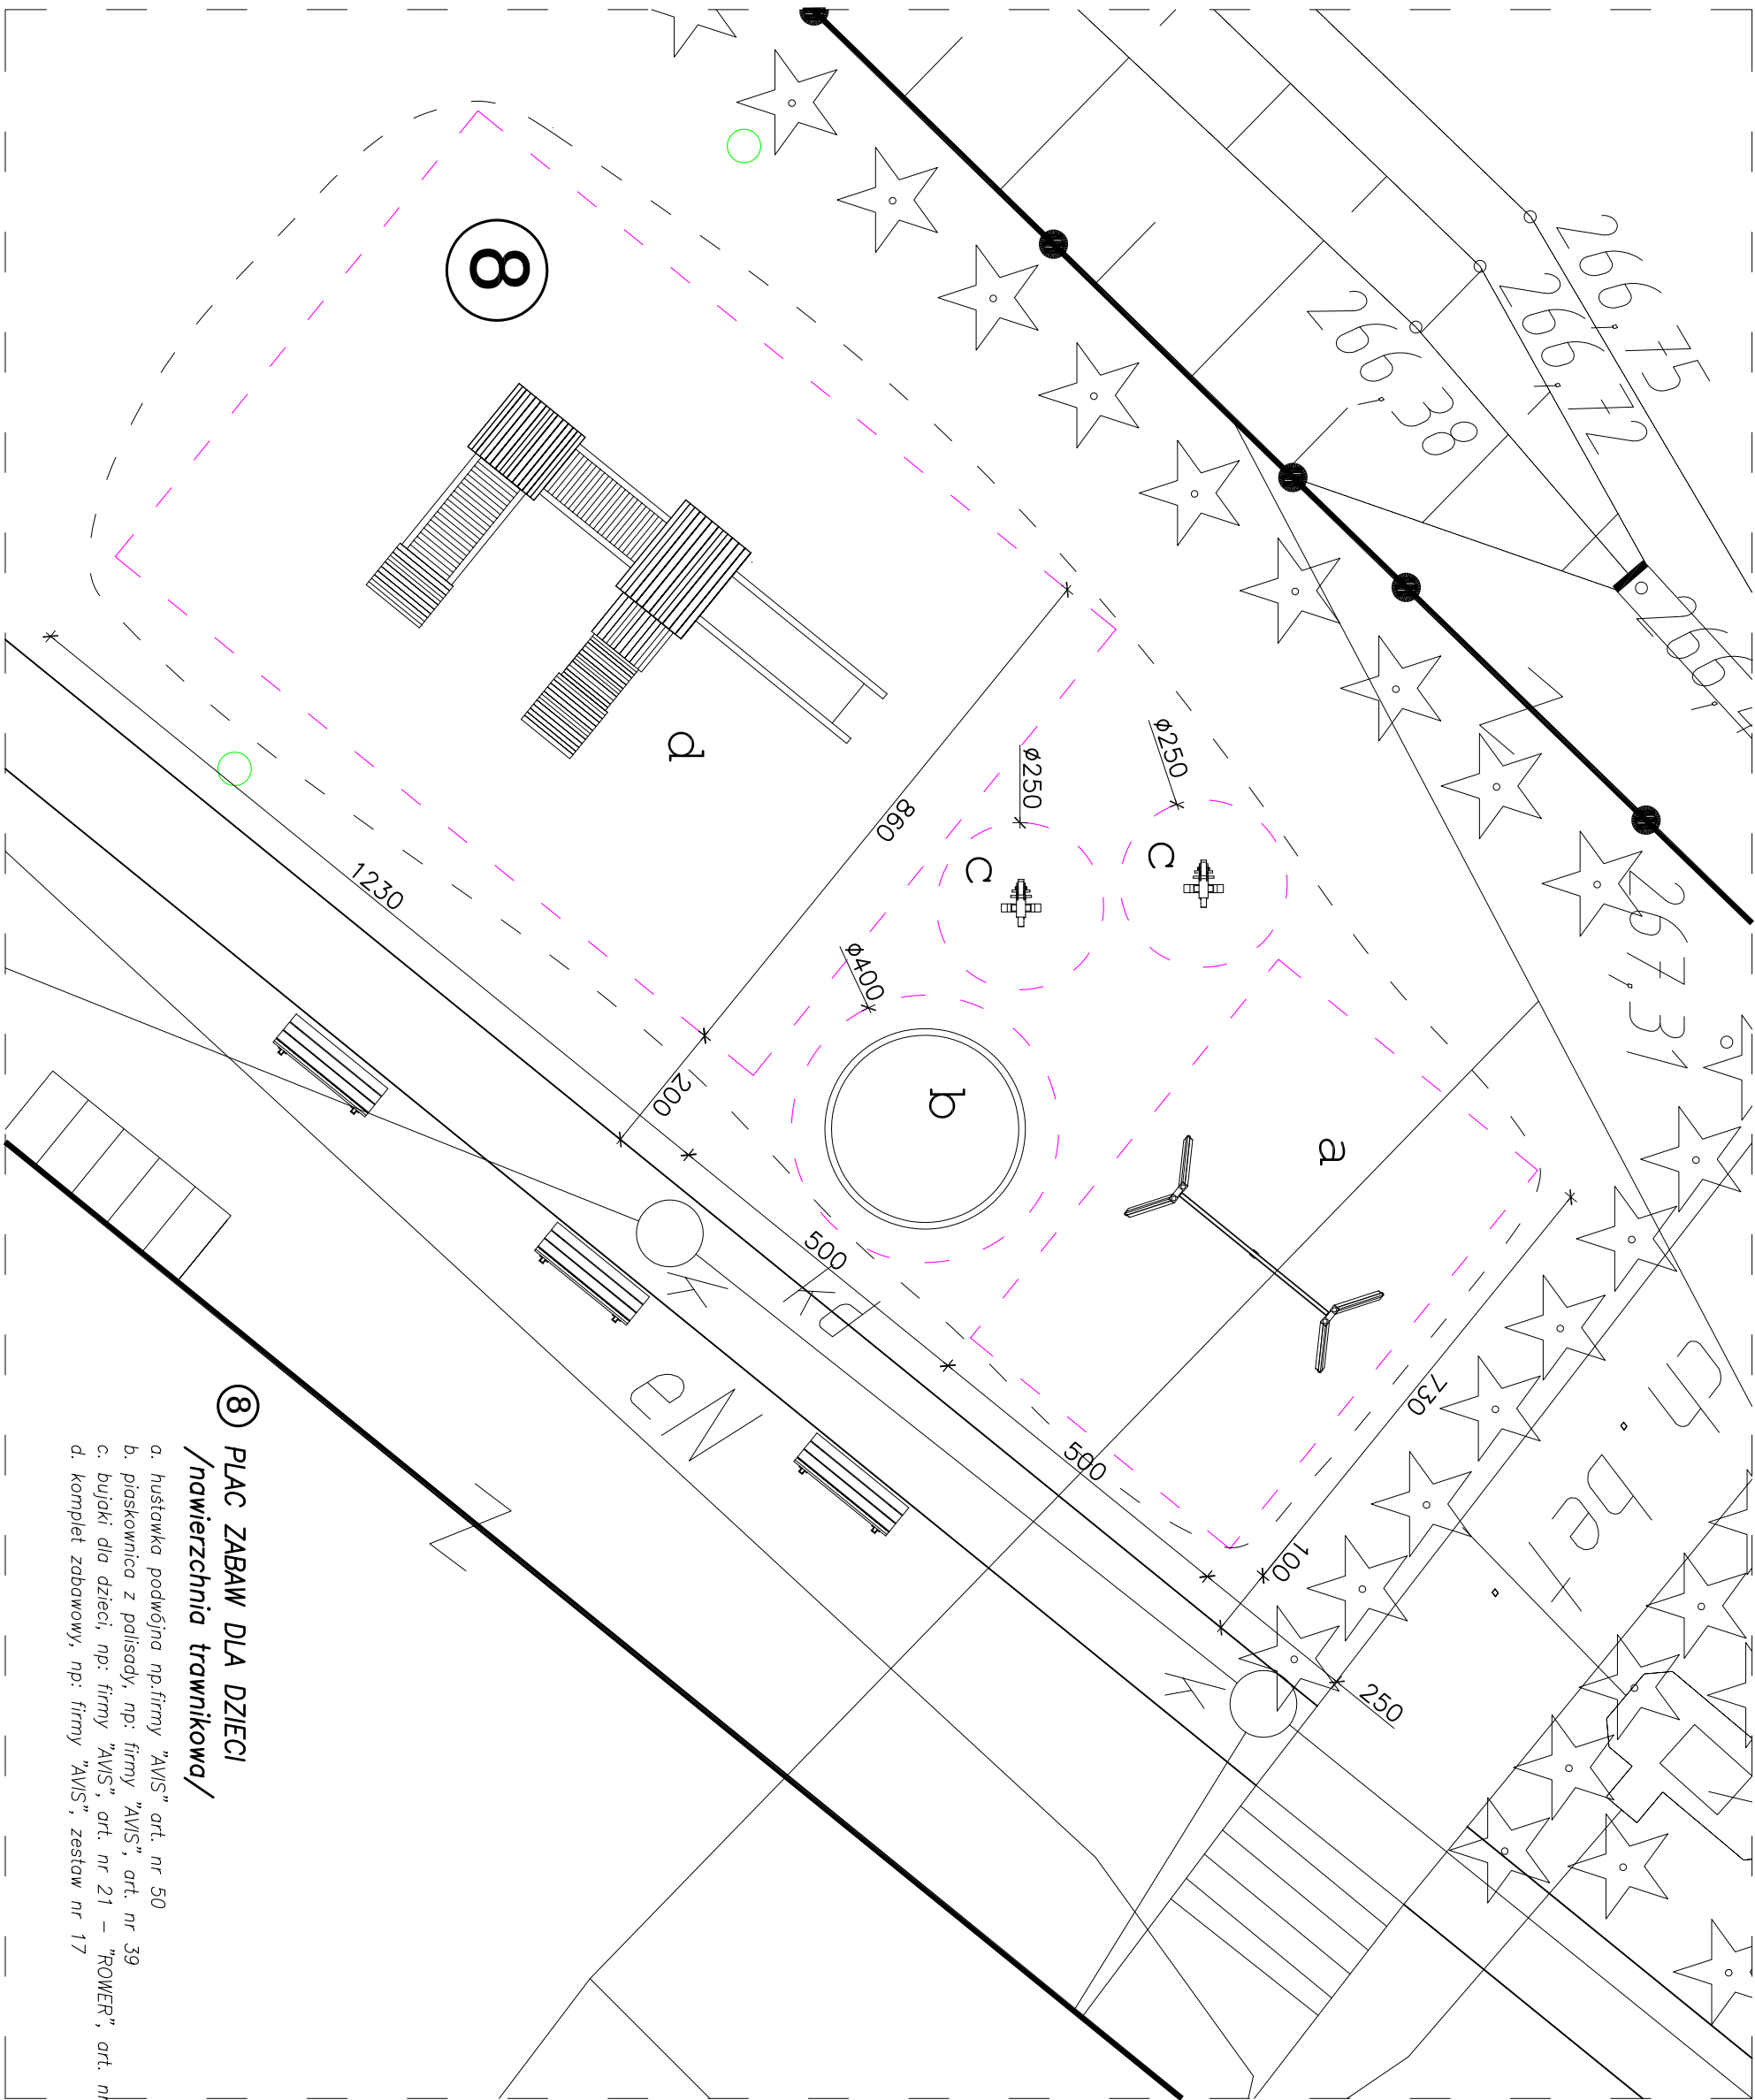 8
266,75
266,72
266,38
266,
267,31
d
860
ø250
ø250
c
c
ø400
1230
200
b
a
500
500
730
100
250
K
K
8 PLAC ZABAW DLA DZIECI
/nawierzchnia trawnikowa/
a. huśtawka podwójna np.firmy "AVIS" art. nr 50
b. piaskownica z palisady, np: firmy "AVIS", art. nr 39
c. bujaki dla dzieci, np: firmy "AVIS", art. nr 21 – "ROWER", art. nr
d. komplet zabawowy, np: firmy "AVIS", zestaw nr 17